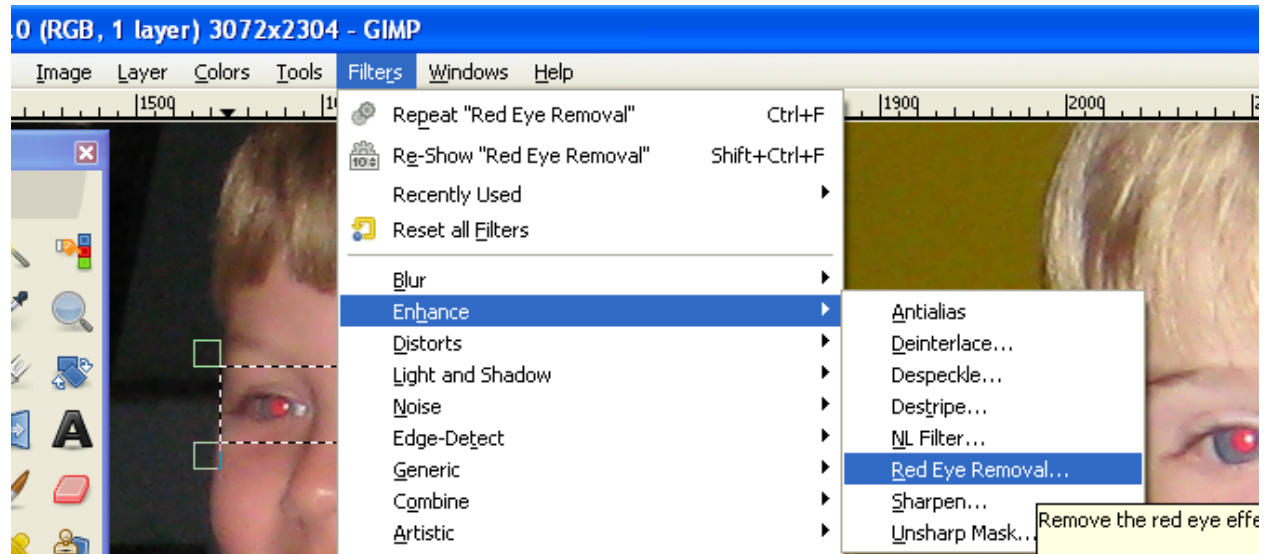 .0 (RGB, 1 layer) 3072x2304 - GIMP
Image Layer Colors Tools Filters Windows Help
1500
1900 2000
Repeat "Red Eye Removal" Ctrl+F
Re-Show "Red Eye Removal" Shift+Ctrl+F
Recently Used
Reset all Filters
Blur
Enhance
Distorts
Light and Shadow
Noise
Edge-Detect
Generic
Combine
Artistic
Antialias
Deinterlace...
Despeckle...
Destripe...
NL Filter...
Red Eye Removal...
Sharpen...
Unsharp Mask...
Remove the red eye effe